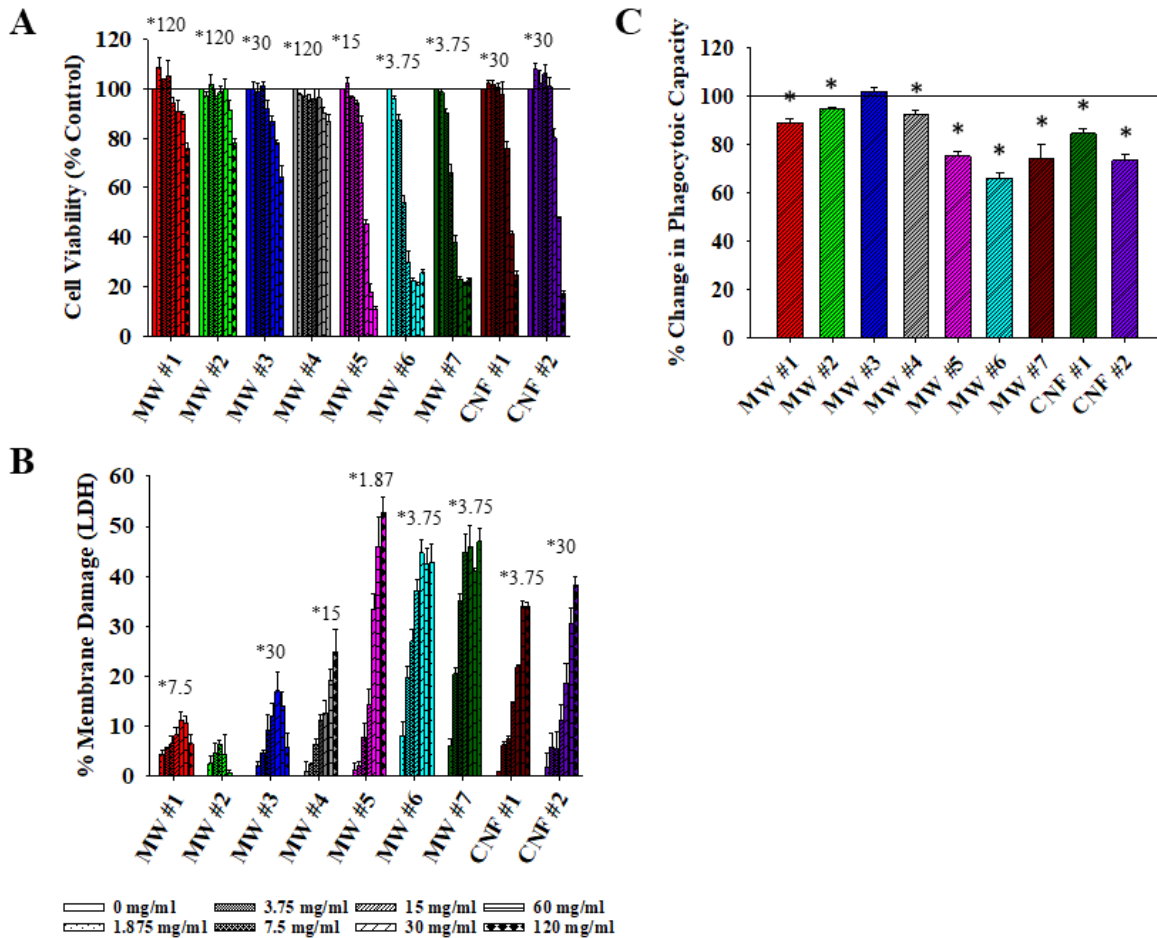 A
Cell Viability (% Control)
120
100
80
60
40
20
0
*120
*120
*30
*120
*15
*3.75
*3.75
*30
*30
MW #1
MW #2
MW #3
MW #4
MW #5
MW #6
MW #7
CNF #1
CNF #2
C
% Change in Phagocytoic Capacity
120
100
80
60
40
20
0
*
*
*
*
*
*
*
*
MW #1
MW #2
MW #3
MW #4
MW #5
MW #6
MW #7
CNF #1
CNF #2
B
% Membrane Damage (LDH)
60
50
40
30
20
10
0
*7.5
*30
*15
*1.87
*3.75
*3.75
*3.75
*30
MW #1
MW #2
MW #3
MW #4
MW #5
MW #6
MW #7
CNF #1
CNF #2
0 mg/ml 3.75 mg/ml 15 mg/ml 60 mg/ml
1.875 mg/ml 7.5 mg/ml 30 mg/ml 120 mg/ml